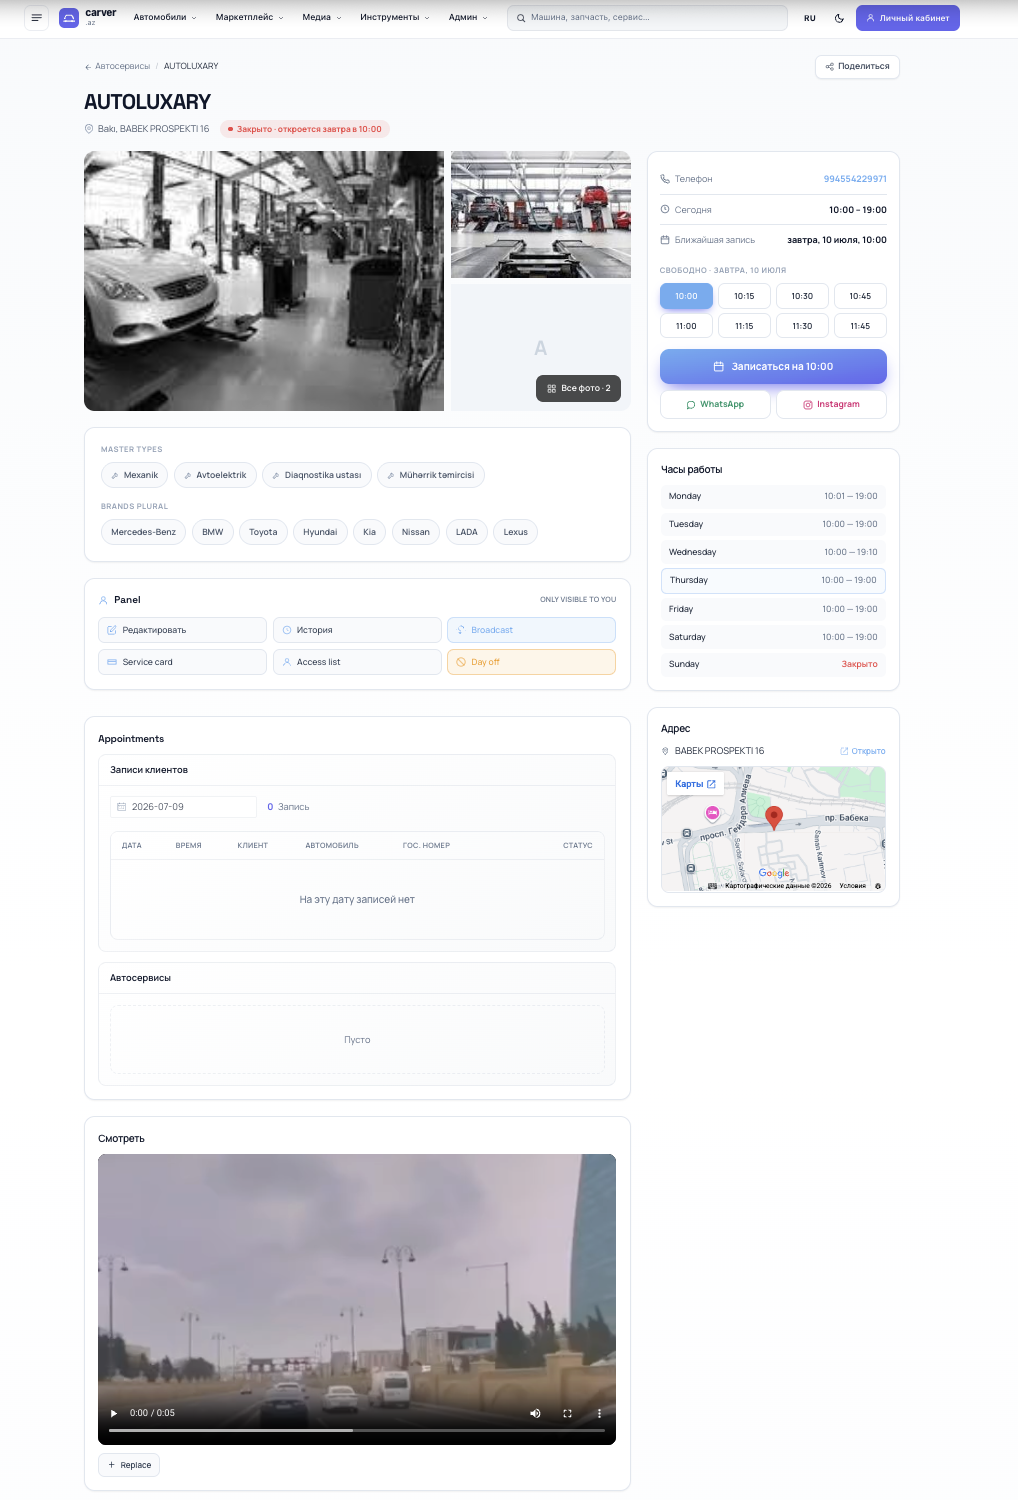 carver
.az
Автомобили
Маркетплейс
Медиа
Инструменты
Админ
Машина, запчасть, сервис...
RU
Личный кабинет
← Автосервисы / AUTOLUXARY
Поделиться
AUTOLUXARY
Bakı, BABEK PROSPEKTI 16
Закрыто · откроется завтра в 10:00
A
Все фото · 2
Телефон 994554229971
Сегодня 10:00 – 19:00
Ближайшая запись завтра, 10 июля, 10:00
СВОБОДНО · ЗАВТРА, 10 ИЮЛЯ
10:00 10:15 10:30 10:45
11:00 11:15 11:30 11:45
Записаться на 10:00
WhatsApp Instagram
MASTER TYPES
Mexanik Avtoelektrik Diaqnostika ustası Mühərrik təmircisi
BRANDS PLURAL
Mercedes-Benz BMW Toyota Hyundai Kia Nissan LADA Lexus
Часы работы
Monday 10:01 — 19:00
Tuesday 10:00 — 19:00
Wednesday 10:00 — 19:10
Thursday 10:00 — 19:00
Friday 10:00 — 19:00
Saturday 10:00 — 19:00
Sunday Закрыто
Panel ONLY VISIBLE TO YOU
Редактировать История Broadcast
Service card Access list Day off
Appointments
Записи клиентов
2026-07-09 0 Запись
ДАТА ВРЕМЯ КЛИЕНТ АВТОМОБИЛЬ ГОС. НОМЕР СТАТУС
На эту дату записей нет
Автосервисы
Пусто
Адрес
BABEK PROSPEKTI 16 Открыто
Карты
просп. Гейдара Алиева
пр. Бабека
Google
Картографические данные ©2026 Условия
Смотреть
0:00 / 0:05
+ Replace